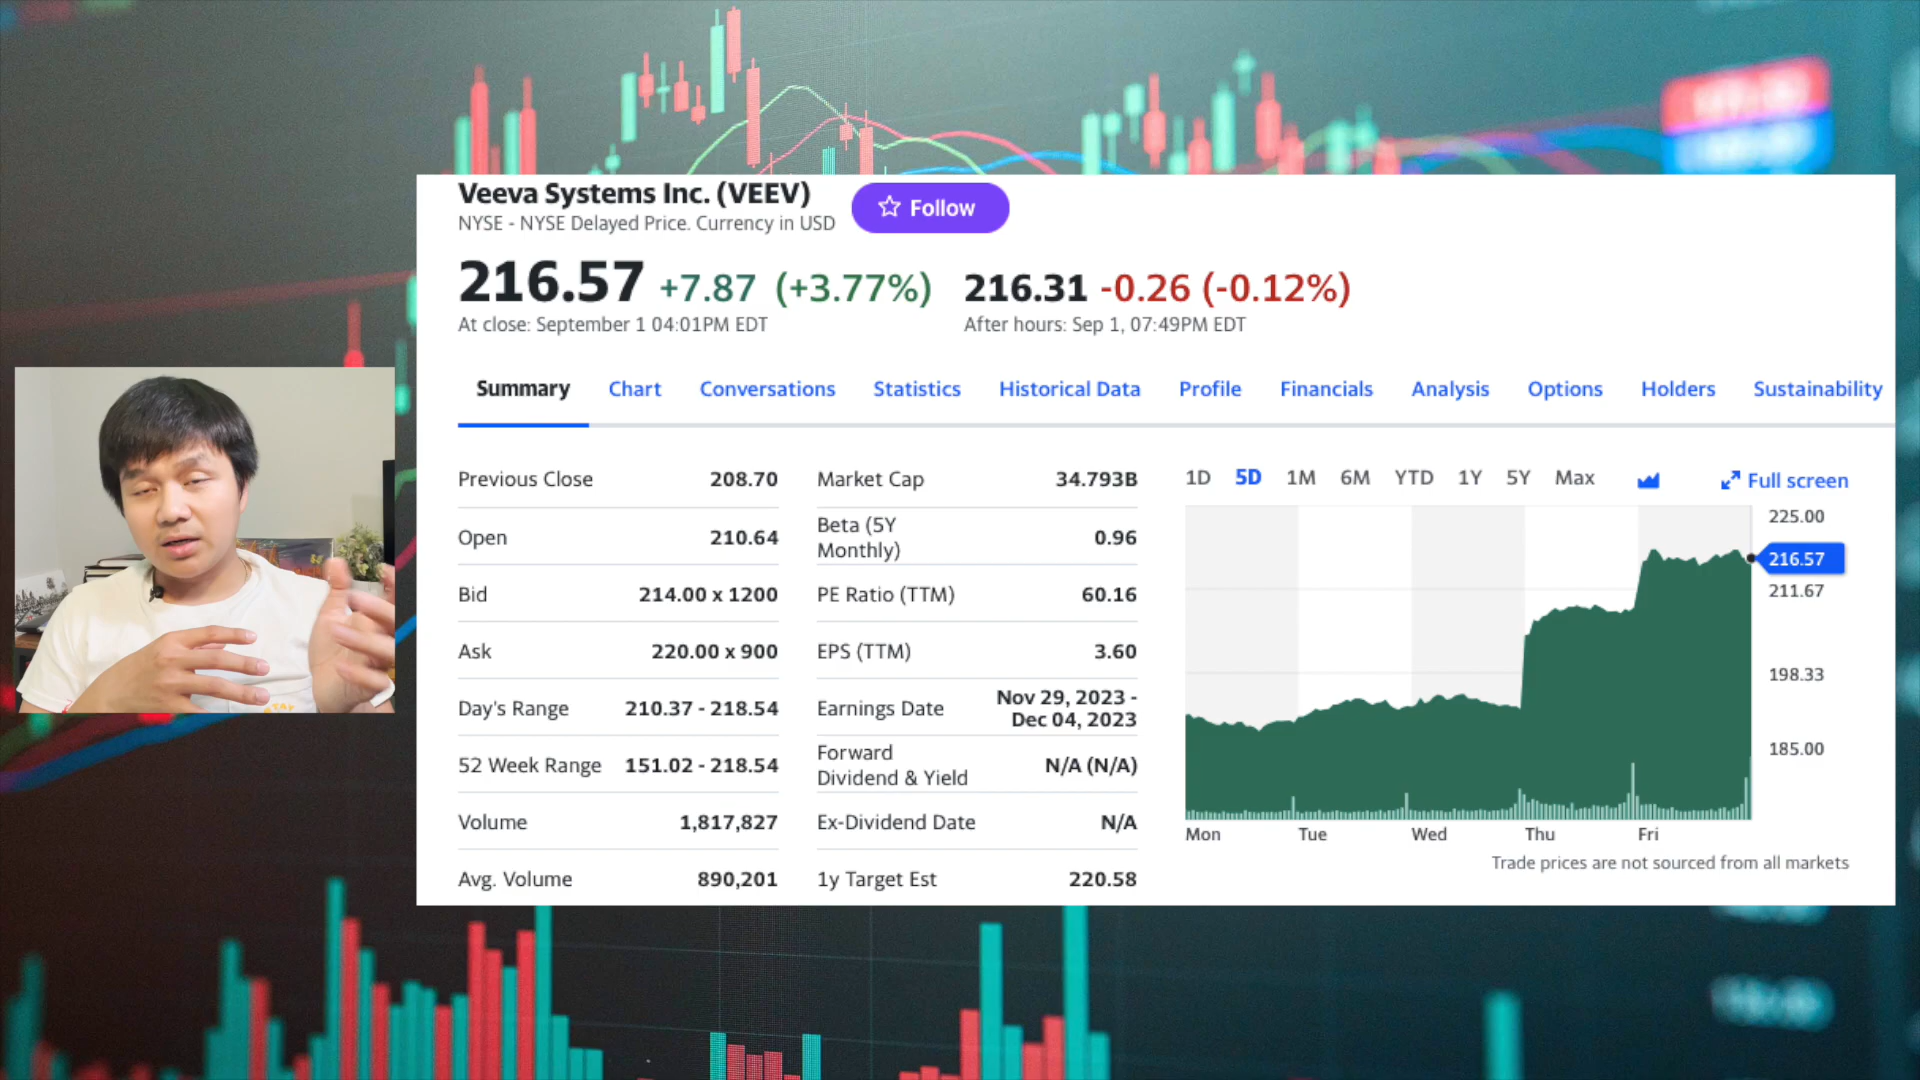 Veeva Systems Inc. (VEEV)
NYSE - NYSE Delayed Price. Currency in USD
Follow
216.57 +7.87 (+3.77%)
At close: September 1 04:01PM EDT
216.31 -0.26 (-0.12%)
After hours: Sep 1, 07:49PM EDT
Summary Chart Conversations Statistics Historical Data Profile Financials Analysis Options Holders Sustainability
Previous Close 208.70
Open 210.64
Bid 214.00 x 1200
Ask 220.00 x 900
Day's Range 210.37 - 218.54
52 Week Range 151.02 - 218.54
Volume 1,817,827
Avg. Volume 890,201
Market Cap 34.793B
Beta (5Y
Monthly) 0.96
PE Ratio (TTM) 60.16
EPS (TTM) 3.60
Earnings Date Nov 29, 2023 -
Dec 04, 2023
Forward
Dividend & Yield N/A (N/A)
Ex-Dividend Date N/A
1y Target Est 220.58
1D 5D 1M 6M YTD 1Y 5Y Max
Full screen
225.00
216.57
211.67
198.33
185.00
Mon Tue Wed Thu Fri
Trade prices are not sourced from all markets